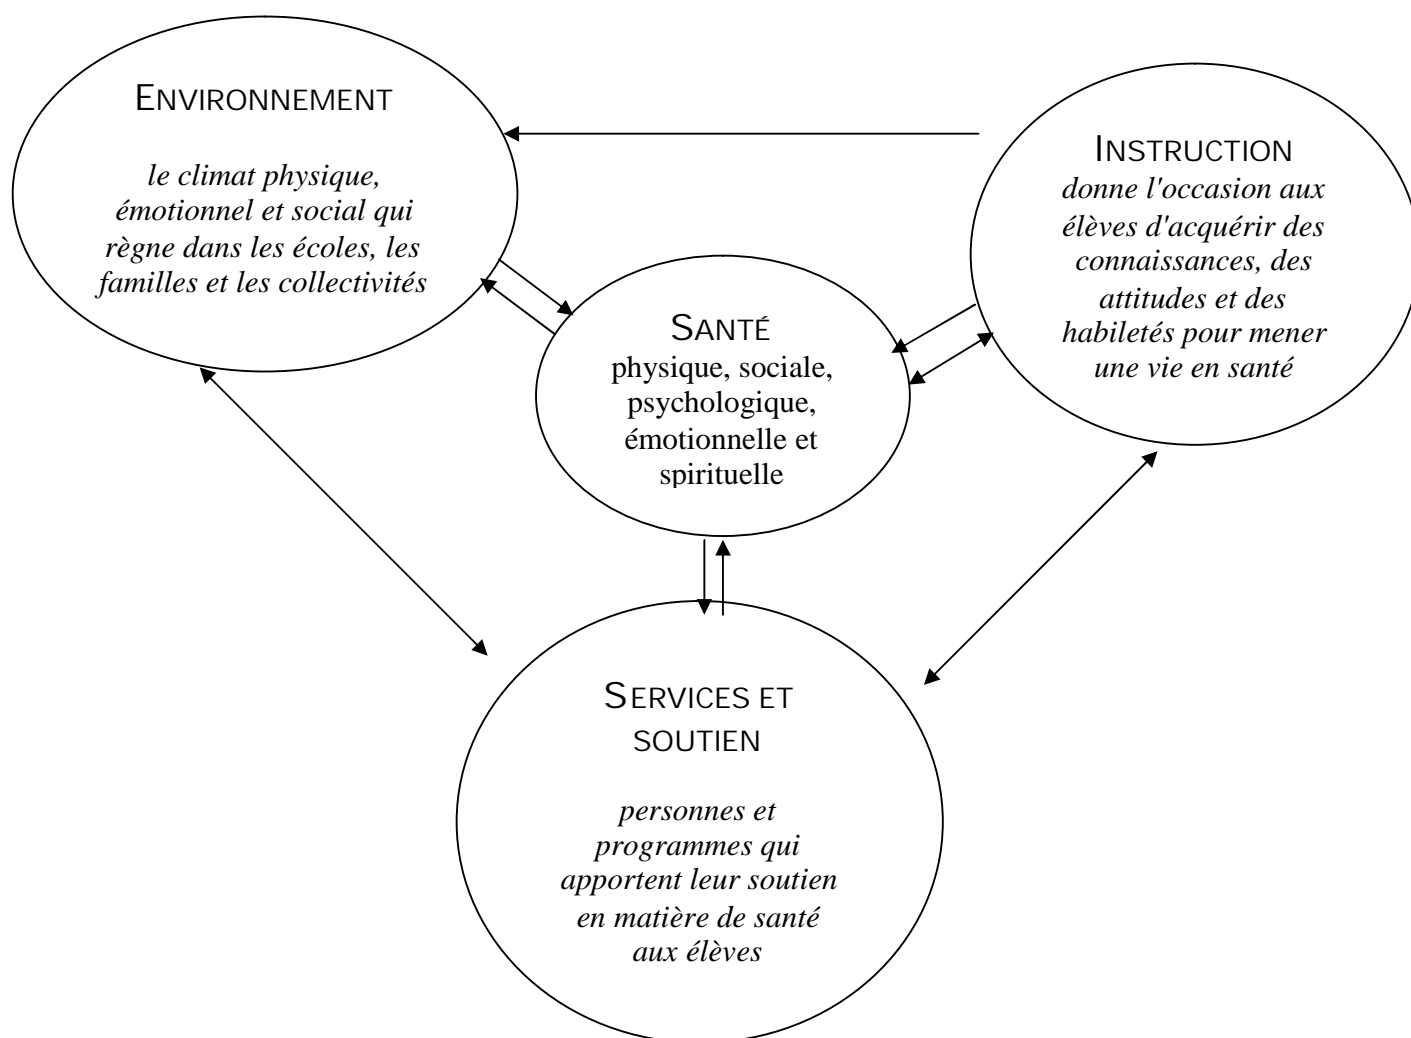 ENVIRONNEMENT
le climat physique,
émotionnel et social qui
règne dans les écoles, les
familles et les collectivités
INSTRUCTION
donne l'occasion aux
élèves d'acquérir des
connaissances, des
attitudes et des
habiletés pour mener
une vie en santé
SANTÉ
physique, sociale,
psychologique,
émotionnelle et
spirituelle
SERVICES ET
SOUTIEN
personnes et
programmes qui
apportent leur soutien
en matière de santé
aux élèves